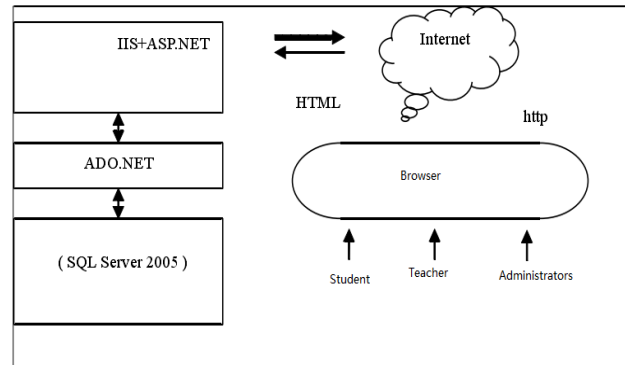 IIS+ASP.NET
Internet
HTML
http
ADO.NET
Browser
( SQL Server 2005 )
Student
Teacher
Administrators